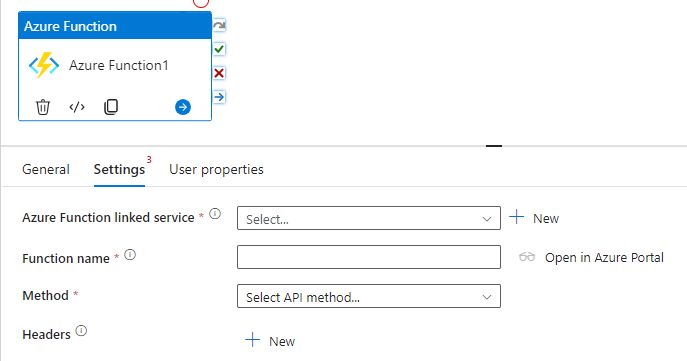 Azure Function
Azure Function1
General Settings 3 User properties
Azure Function linked service * Select... New
Function name * Open in Azure Portal
Method * Select API method...
Headers New